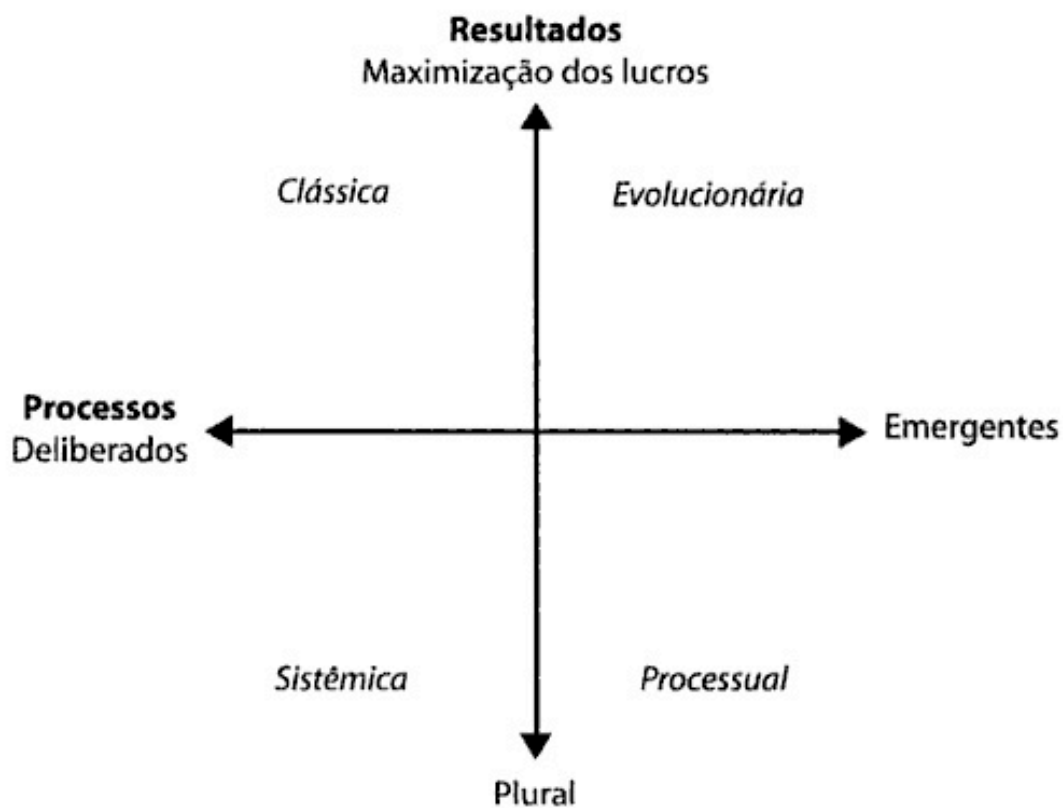 Resultados
Maximização dos lucros
Clássica
Evolucionária
Processos
Deliberados
Emergentes
Sistêmica
Processual
Plural